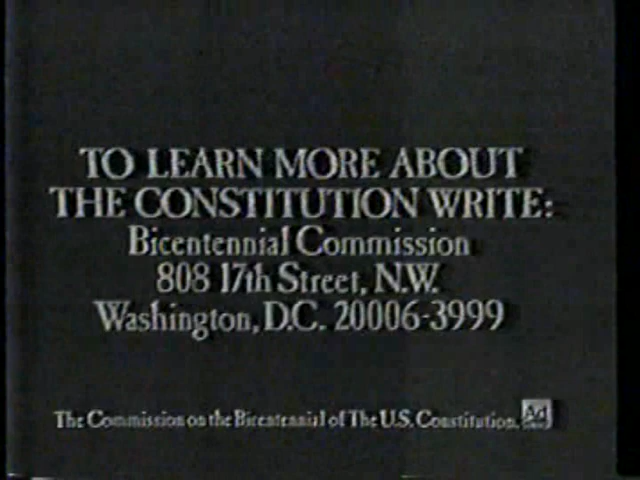 TO LEARN MORE ABOUT
THE CONSTITUTION WRITE:
Bicentennial Commission
808 17th Street, N.W.
Washington, D.C. 20006-3999
The Commission on the Bicentennial of The U.S. Constitution.
Ad